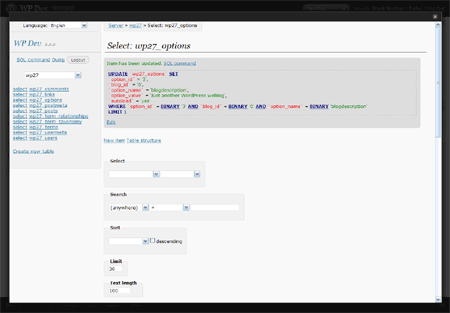 WP Dev
Language: English
WP Dev
SQL command Dump Logout
wp27
select wp27_comments
select wp27_links
select wp27_options
select wp27_postmeta
select wp27_posts
select wp27_term_relationships
select wp27_term_taxonomy
select wp27_terms
select wp27_usermeta
select wp27_users
Create new table
Server » wp27 » Select: wp27_options
Select: wp27_options
Item has been updated. SQL command
UPDATE `wp27_options` SET
`option_id` = '3',
`blog_id` = '0',
`option_name` = 'blogdescription',
`option_value` = 'Just another WordPress weblog',
`autoload` = 'yes'
WHERE `option_id` = BINARY '3' AND `blog_id` = BINARY '0' AND `option_name` = BINARY 'blogdescription'
LIMIT 1
Edit
New item Table structure
Select
Search
(anywhere) =
Sort
descending
Limit
30
Text length
100